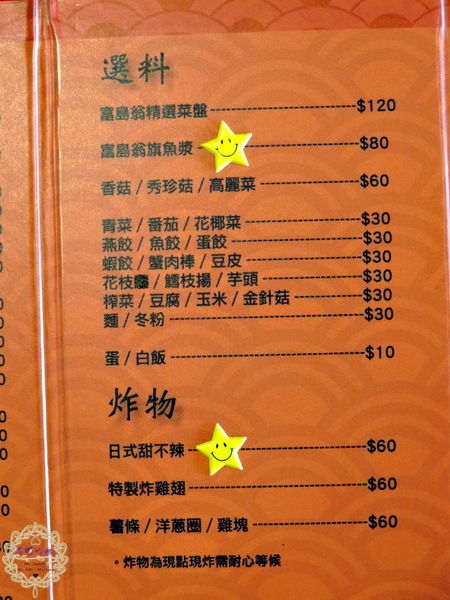 選料
富島翁精選菜盤---$120
富島翁旗魚漿---$80
香菇/秀珍菇/高麗菜---$60
青菜/番茄/花椰菜---$30
燕餃/魚餃/蛋餃---$30
蝦餃/蟹肉棒/豆皮---$30
花枝 /鱈枝揚/芋頭---$30
榨菜/豆腐/玉米/金針菇---$30
麵/冬粉---$30
蛋/白飯---$10
炸物
日式甜不辣---$60
特製炸雞翅---$60
薯條/洋蔥圈/雞塊---$60
。炸物為現點現炸需耐心等候